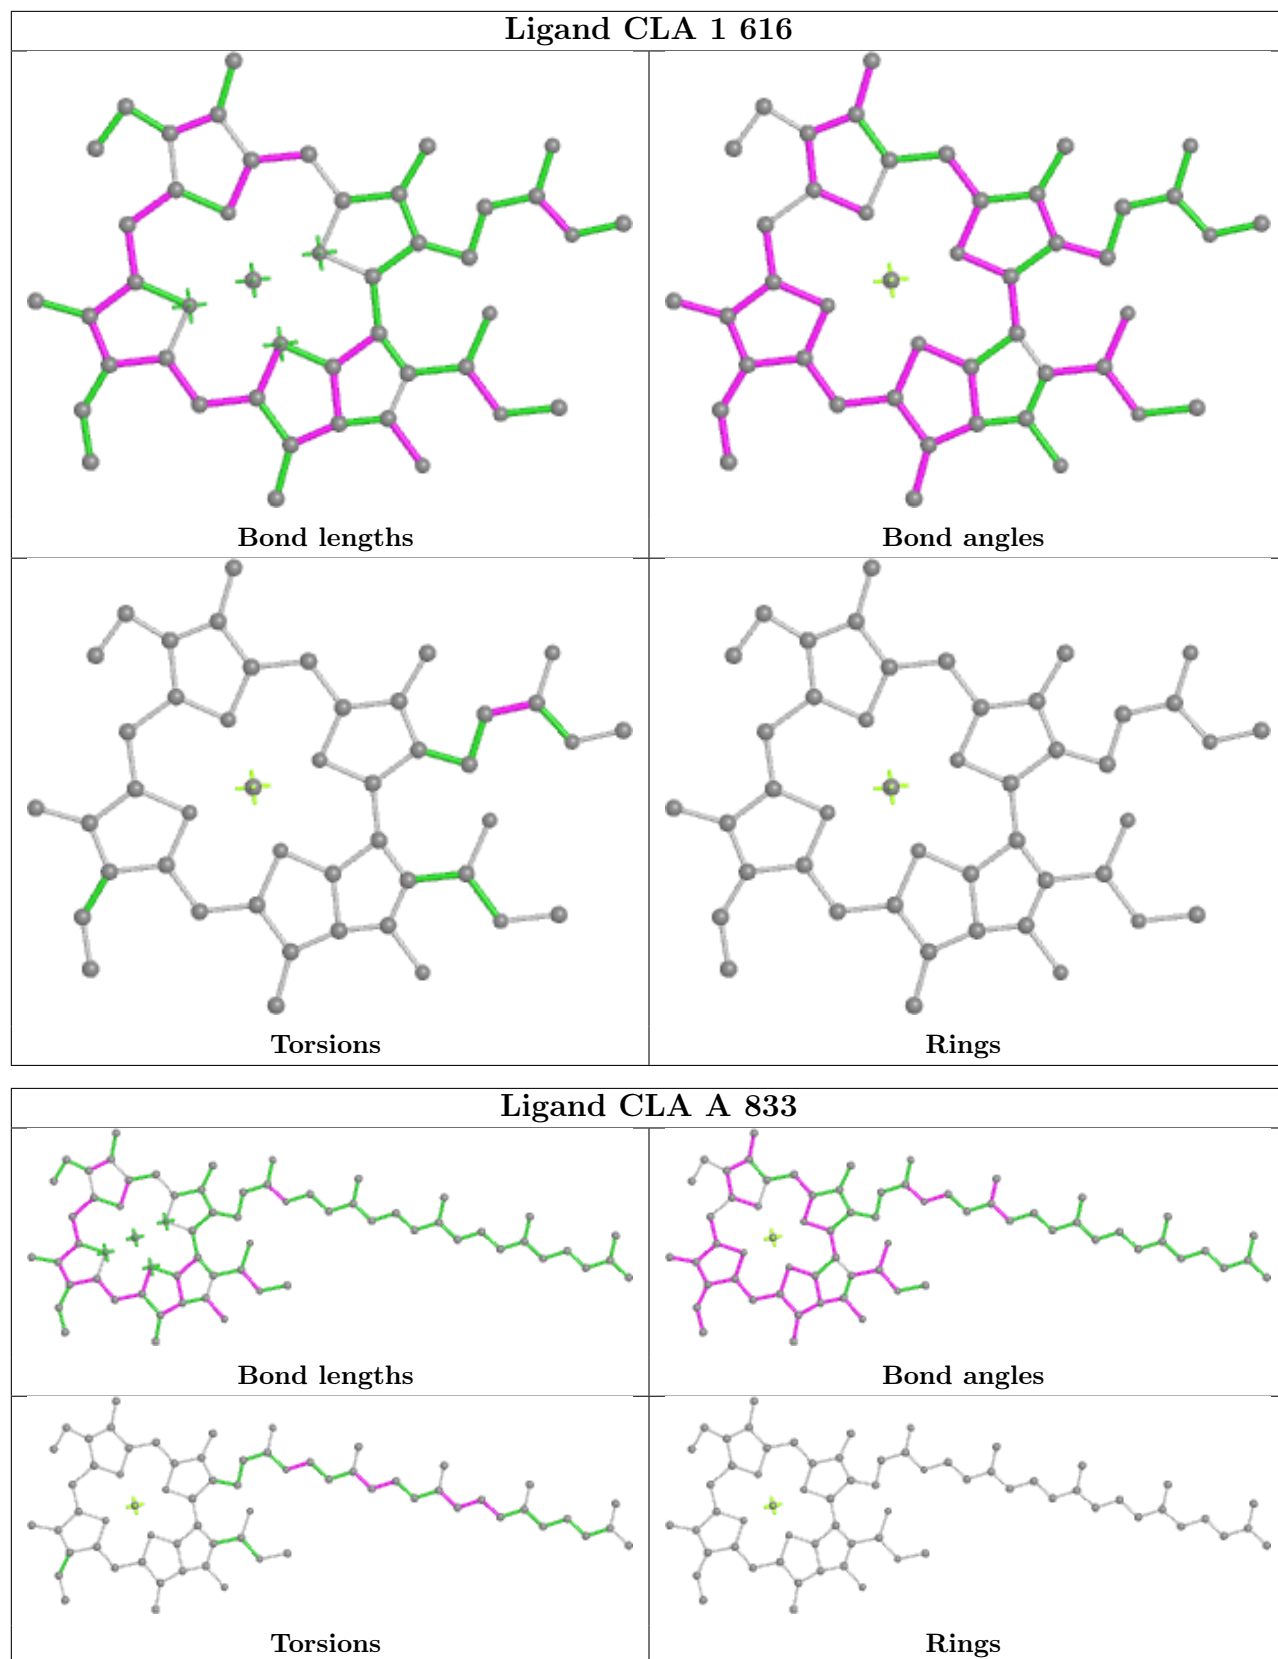 Ligand CLA 1 616
Bond lengths
Bond angles
Torsions
Rings
Ligand CLA A 833
Bond lengths
Bond angles
Torsions
Rings